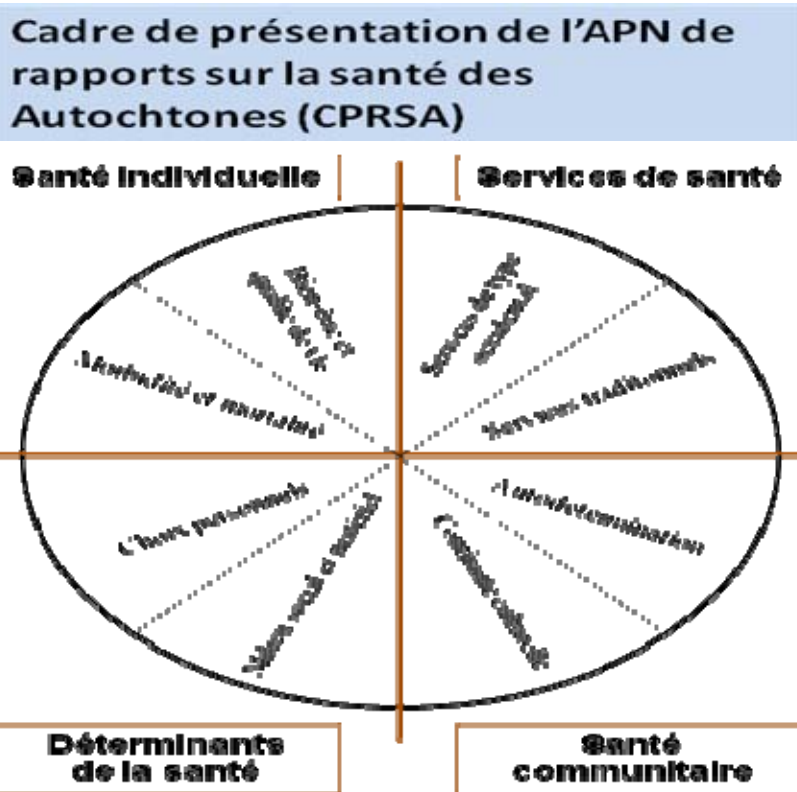 Cadre de présentation de l’APN de
rapports sur la santé des
Autochtones (CPRSA)
Santé individuelle
Services de santé
Morbidité et mortalité
Services traditionnels
Choix personnels
Autodétermination
Déterminants
de la santé
Santé
communitaire